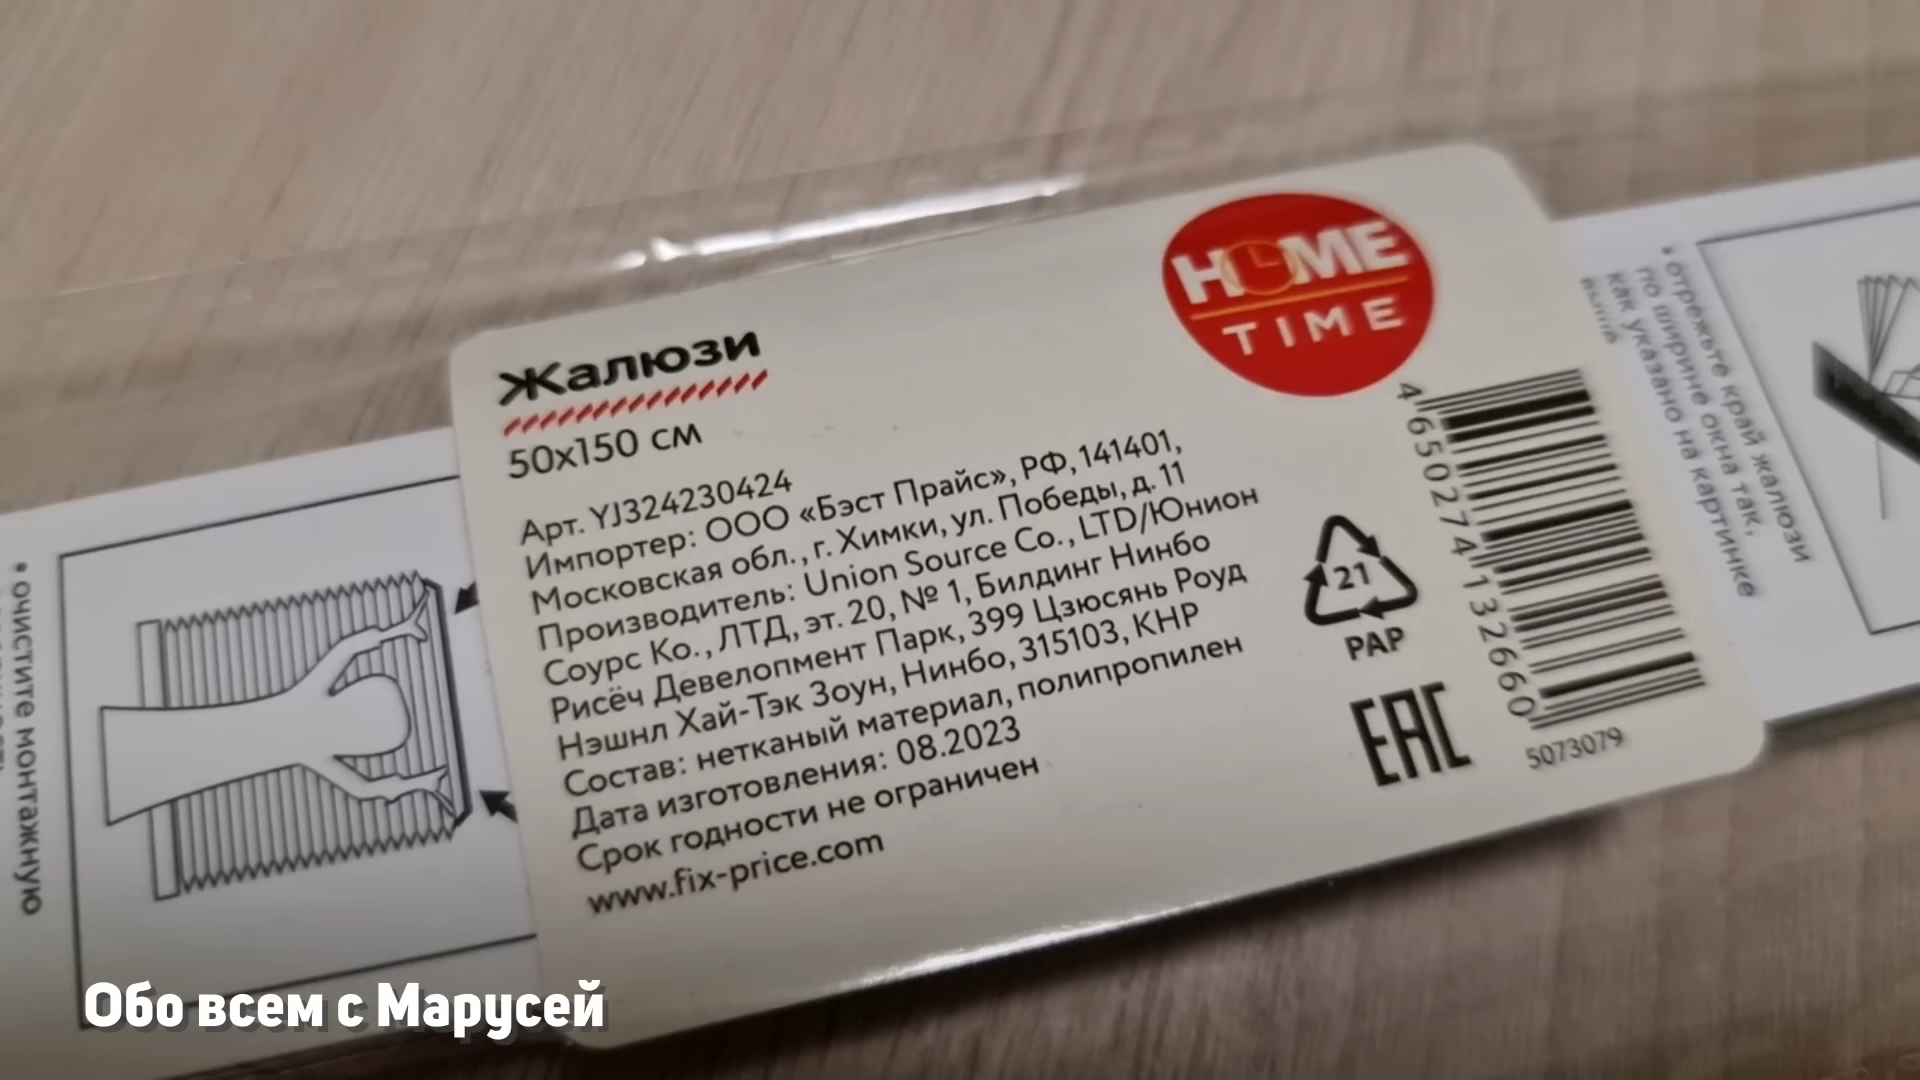 HOME
TIME
Жалюзи
50х150 см
Арт. YJ324230424
Импортер: ООО «Бэст Прайс», РФ, 141401,
Московская обл., г. Химки, ул. Победы, д. 11
Производитель: Union Source Co., LTD/Юнион
Соурс Ко., ЛТД, эт. 20, № 1, Билдинг Нинбо
Рисёч Девелопмент Парк, 399 Цзюсянь Роуд
Нэшнл Хай-Тэк Зоун, Нинбо, 315103, КНР
Состав: нетканый материал, полипропилен
Дата изготовления: 08.2023
Срок годности не ограничен
www.fix-price.com
21
PAP
EAC
4650274132660
5073079
• очистите монтажную
• отрежьте край жалюзи
по ширине окна так,
как указано на картинке
выше
Обо всем с Марусей